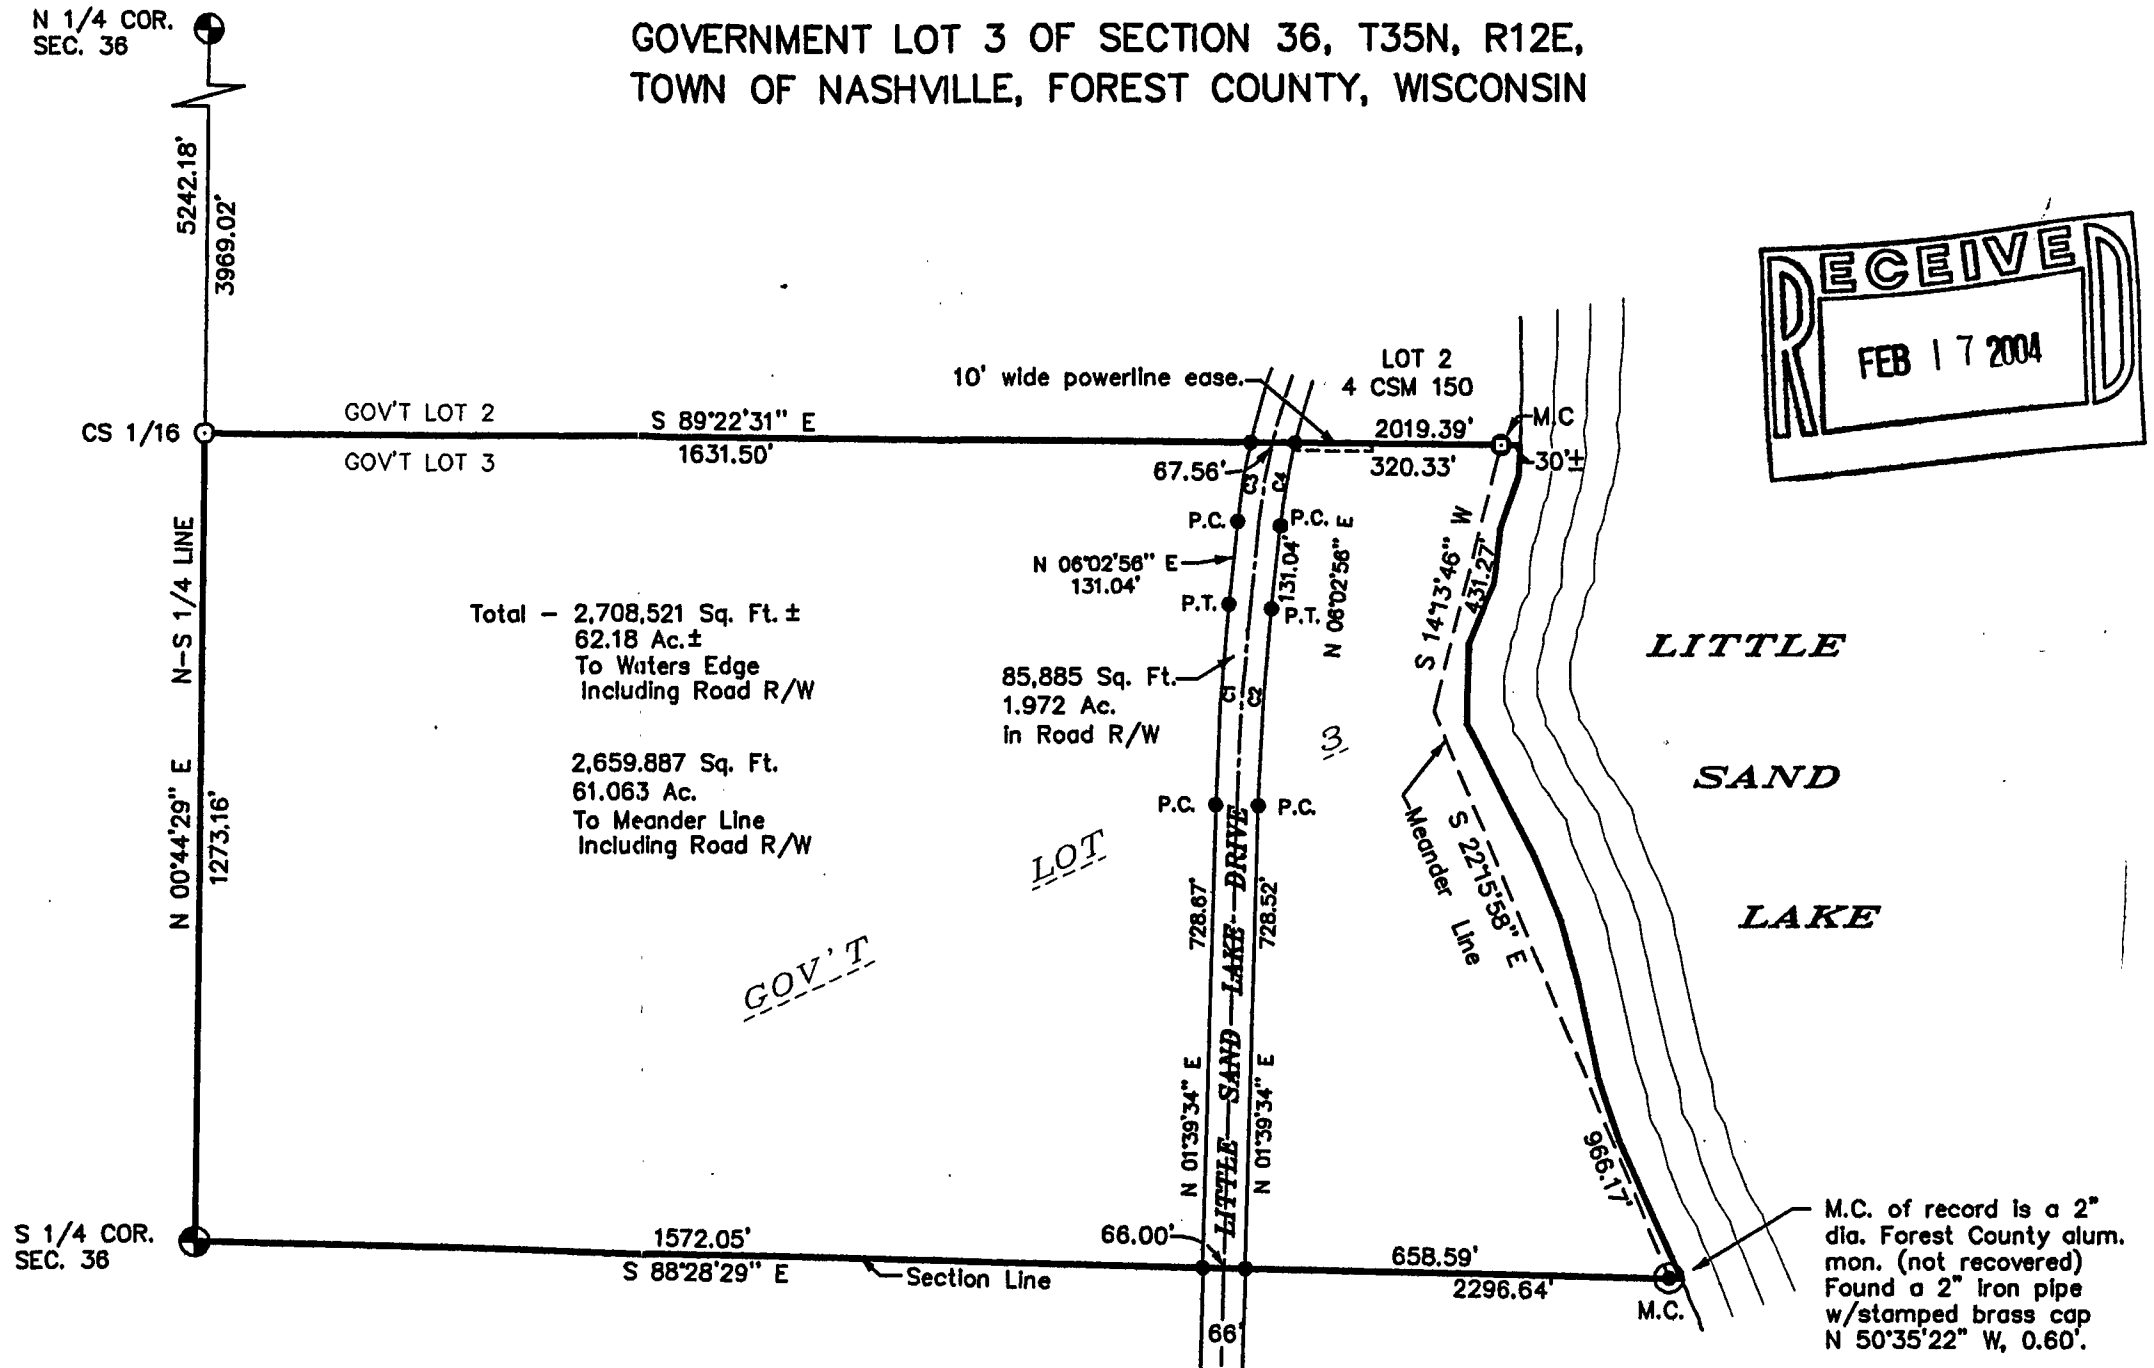 N 1/4 COR.
SEC. 36
GOVERNMENT LOT 3 OF SECTION 36, T35N, R12E,
TOWN OF NASHVILLE, FOREST COUNTY, WISCONSIN
5242.18'
3969.02'
RECEIVED
FEB 17 2004
LOT 2
4 CSM 150
10' wide powerline ease.
CS 1/16
GOV'T LOT 2
S 89°22'31" E
2019.39'
M.C
GOV'T LOT 3
1631.50'
67.56'
320.33'
30'±
C3
C4
P.C.
P.C.
N 06°02'56" E
131.04'
131.04'
N 06°02'56" E
P.T.
P.T.
S 14°13'46" W
431.27'
N-S 1/4 LINE
N 00°44'29" E
1273.16'
Total - 2,708,521 Sq. Ft. ±
62.18 Ac.±
To Waters Edge
Including Road R/W
2,659.887 Sq. Ft.
61.063 Ac.
To Meander Line
Including Road R/W
85,885 Sq. Ft.
1.972 Ac.
in Road R/W
C1
C2
3
LITTLE
SAND
LAKE
P.C.
P.C.
LOT
GOV'T
728.67'
728.52'
LITTLE SAND LAKE DRIVE
N 01°39'34" E
N 01°39'34" E
Meander Line
S 22°15'58" E
966.17'
S 1/4 COR.
SEC. 36
1572.05'
S 88°28'29" E
Section Line
66.00'
658.59'
2296.64'
M.C.
66'
M.C. of record is a 2"
dia. Forest County alum.
mon. (not recovered)
Found a 2" iron pipe
w/stamped brass cap
N 50°35'22" W, 0.60'.